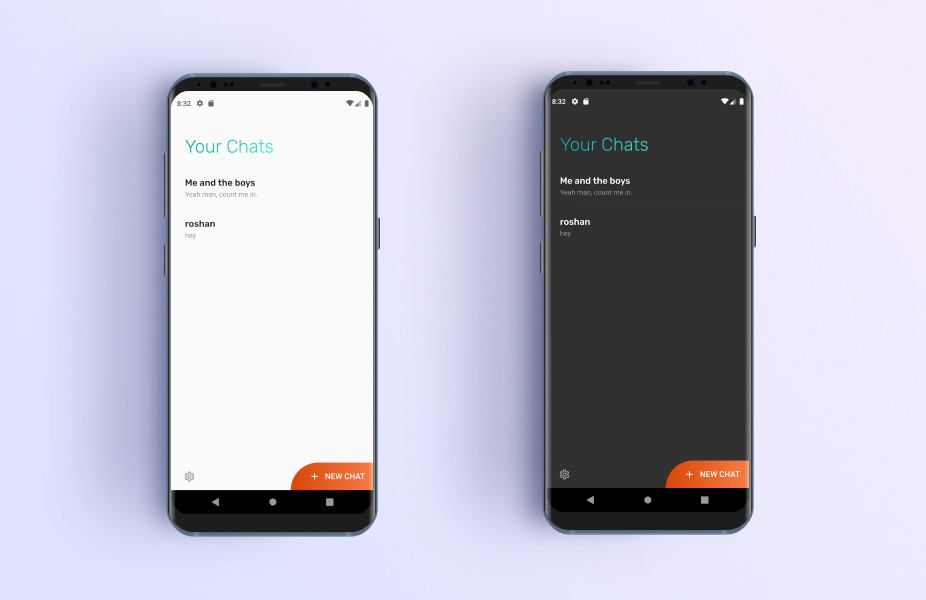 8:32
Your Chats
Me and the boys
Yeah man, count me in.
roshan
hey
+ NEW CHAT
8:32
Your Chats
Me and the boys
Yeah man, count me in.
roshan
hey
+ NEW CHAT